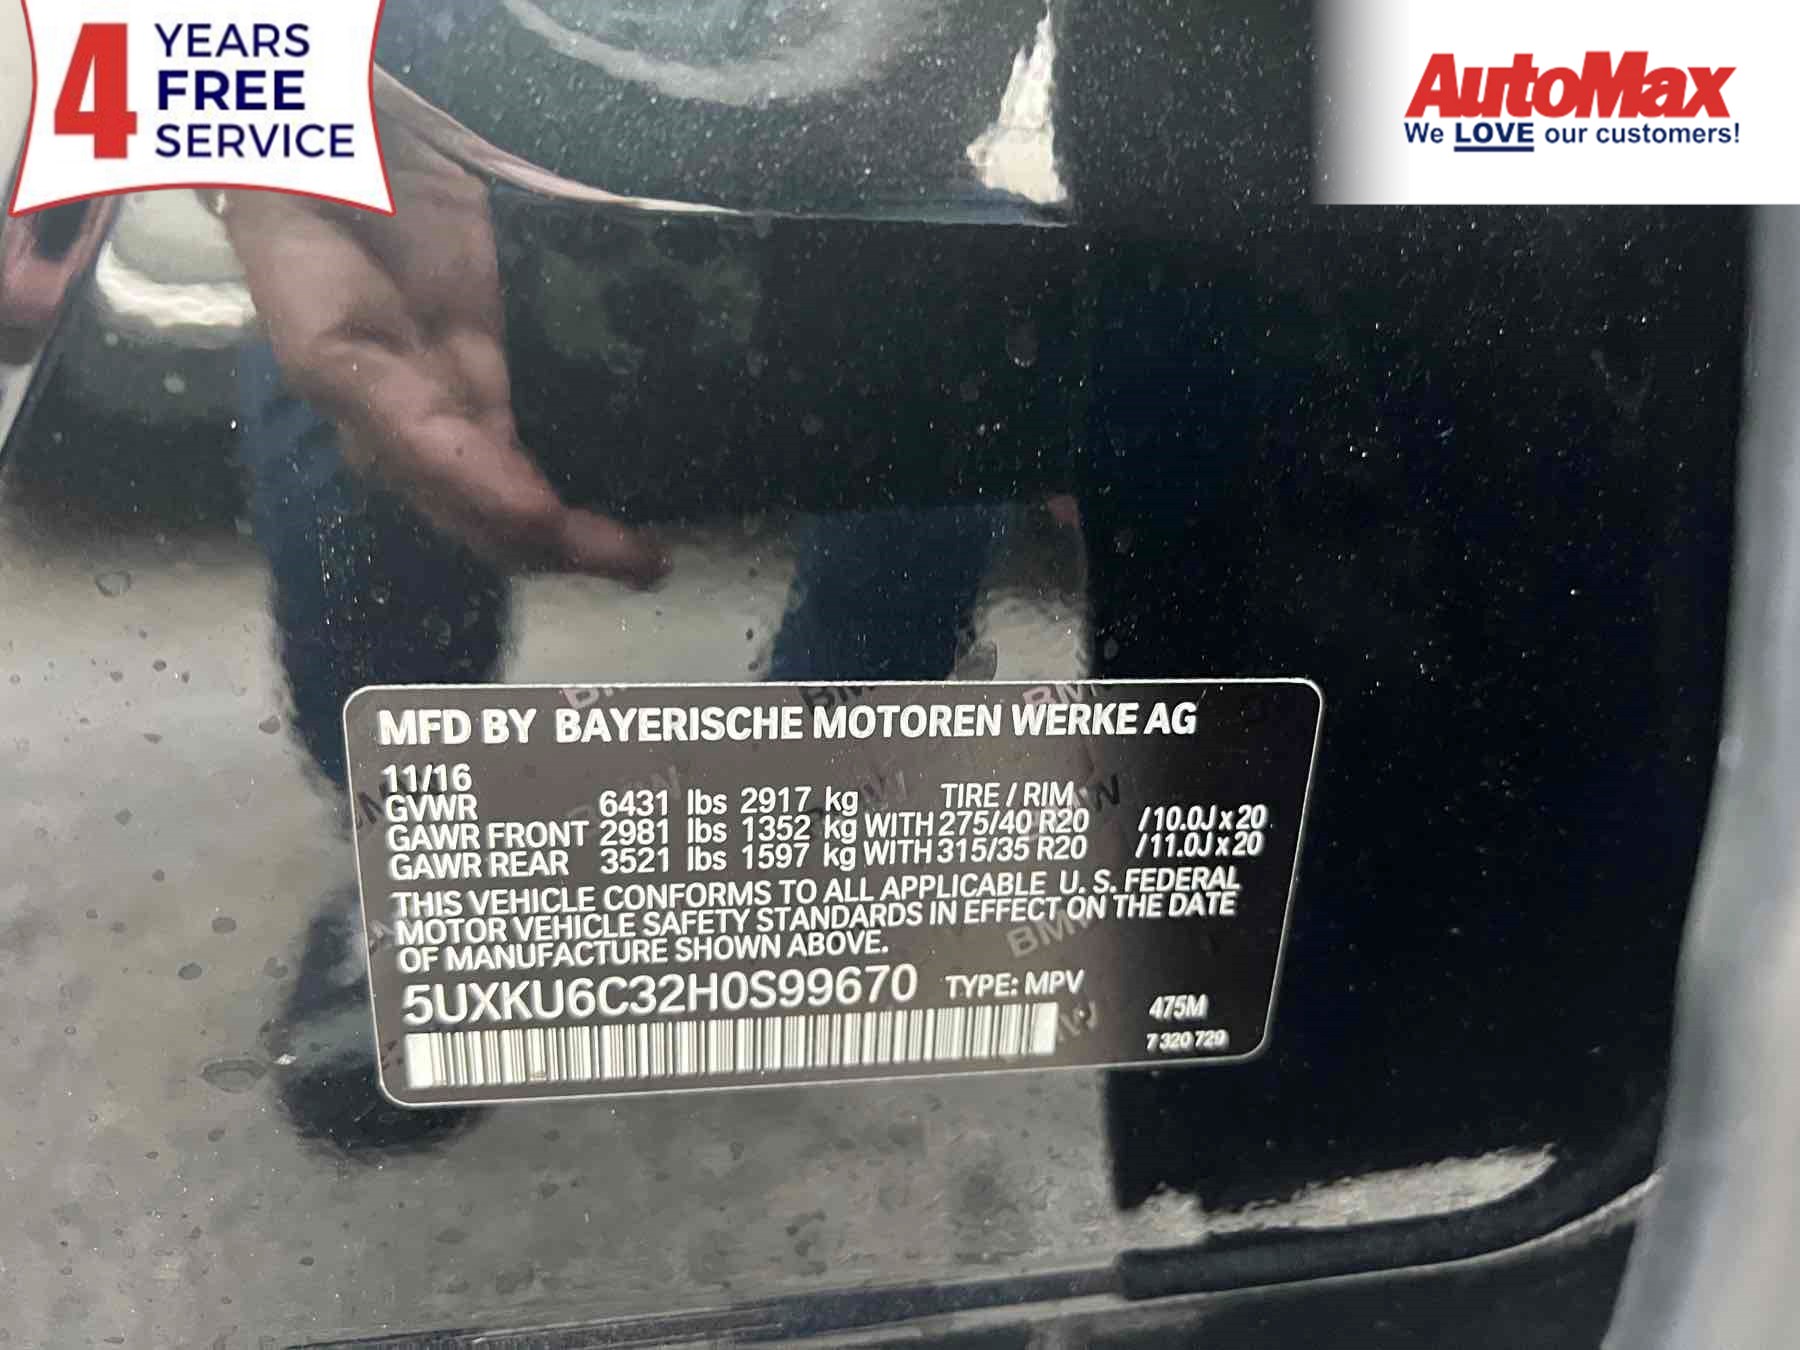 4 YEARS
FREE
SERVICE
AutoMax
We LOVE our customers!
MFD BY BAYERISCHE MOTOREN WERKE AG
11/16
GVWR 6431 lbs 2917 kg TIRE / RIM
GAWR FRONT 2981 lbs 1352 kg WITH 275/40 R20 /10.0J x 20
GAWR REAR 3521 lbs 1597 kg WITH 315/35 R20 /11.0J x 20
THIS VEHICLE CONFORMS TO ALL APPLICABLE U. S. FEDERAL
MOTOR VEHICLE SAFETY STANDARDS IN EFFECT ON THE DATE
OF MANUFACTURE SHOWN ABOVE.
5UXKU6C32H0S99670 TYPE: MPV
475M
7 320 729